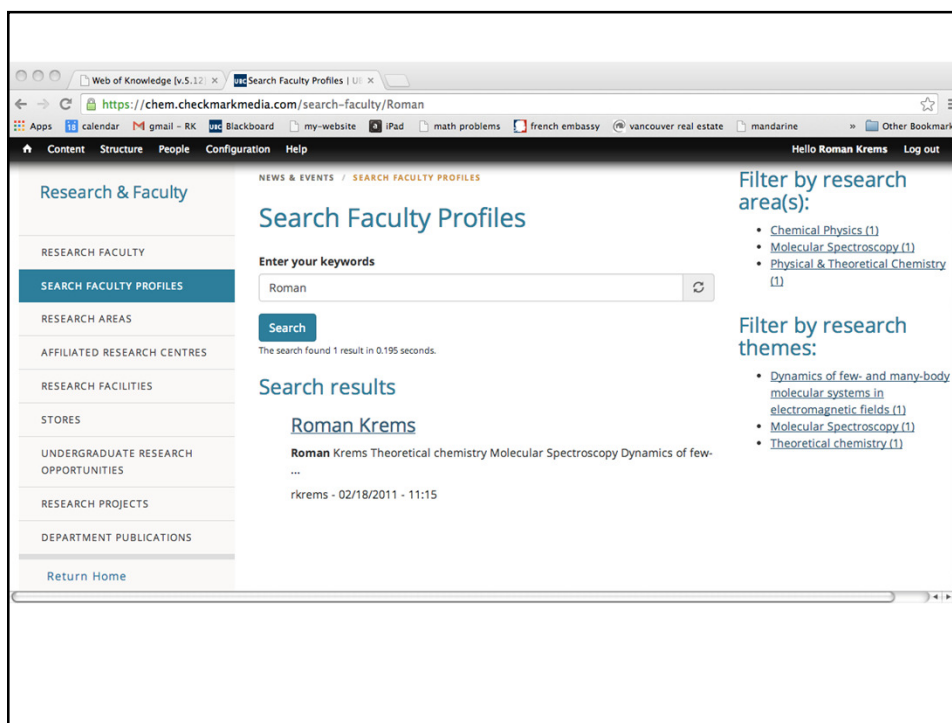 Web of Knowledge [v.5.12]
UBC Search Faculty Profiles | U
https://chem.checkmarkmedia.com/search-faculty/Roman
Apps 18 calendar gmail - RK UBC Blackboard my-website a iPad math problems french embassy vancouver real estate mandarine » Other Bookmark
Content Structure People Configuration Help Hello Roman Krems Log out
Research & Faculty
RESEARCH FACULTY
SEARCH FACULTY PROFILES
RESEARCH AREAS
AFFILIATED RESEARCH CENTRES
RESEARCH FACILITIES
STORES
UNDERGRADUATE RESEARCH
OPPORTUNITIES
RESEARCH PROJECTS
DEPARTMENT PUBLICATIONS
Return Home
NEWS & EVENTS / SEARCH FACULTY PROFILES
Search Faculty Profiles
Enter your keywords
Roman
Search
The search found 1 result in 0.195 seconds.
Search results
Roman Krems
Roman Krems Theoretical chemistry Molecular Spectroscopy Dynamics of few-
...
rkrems - 02/18/2011 - 11:15
Filter by research
area(s):
• Chemical Physics (1)
• Molecular Spectroscopy (1)
• Physical & Theoretical Chemistry
(1)
Filter by research
themes:
• Dynamics of few- and many-body
molecular systems in
electromagnetic fields (1)
• Molecular Spectroscopy (1)
• Theoretical chemistry (1)